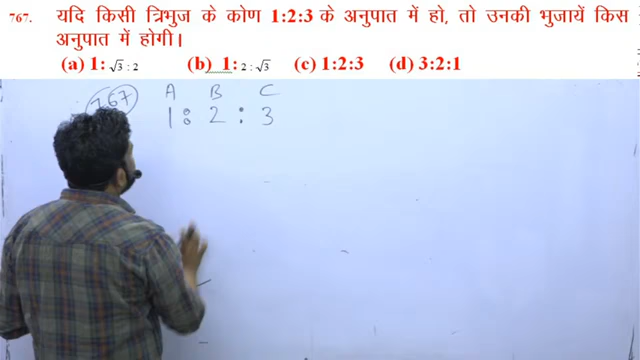 767. यदि किसी त्रिभुज के कोण 1:2:3 के अनुपात में हो, तो उनकी भुजायें किस
अनुपात में होगी।
(a) 1: √3 : 2 (b) 1: 2 : √3 (c) 1:2:3 (d) 3:2:1
767 A B C
1 : 2 : 3